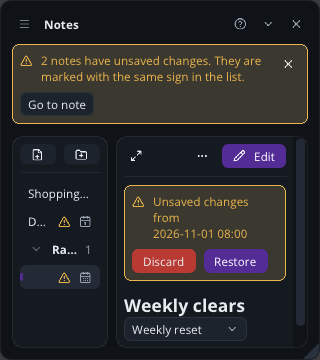 Notes
2 notes have unsaved changes. They are
marked with the same sign in the list.
Go to note
Edit
Unsaved changes
from
2026-11-01 08:00
Discard
Restore
Shopping...
D...
Ra...
1
Weekly clears
Weekly reset